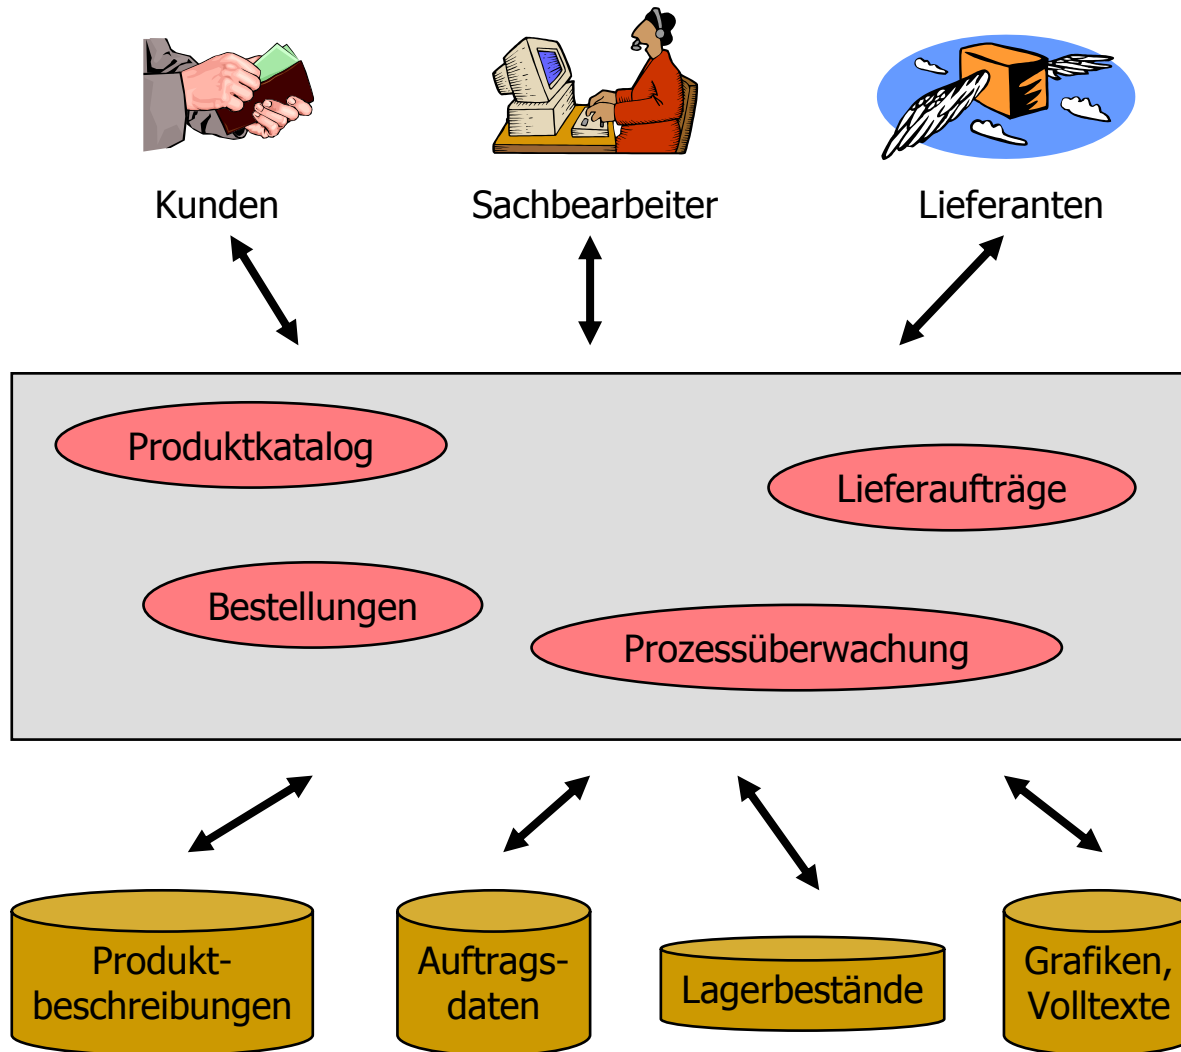 Kunden
Sachbearbeiter
Lieferanten
Produktkatalog
Lieferaufträge
Bestellungen
Prozessüberwachung
Produkt-
beschreibungen
Auftrags-
daten
Lagerbestände
Grafiken,
Volltexte